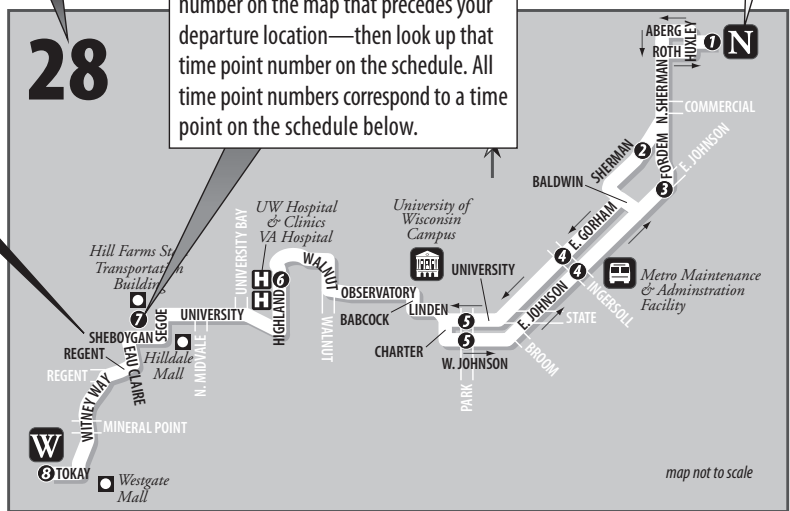 number on the map that precedes your
departure location—then look up that
time point number on the schedule. All
time point numbers correspond to a time
point on the schedule below.
28
ABERG
ROTH
HUXLEY
1
N
N.SHERMAN
COMMERCIAL
SHERMAN
2
FORDEM
E. JOHNSON
3
BALDWIN
E. GORHAM
4
4
INGERSOLL
Metro Maintenance
& Adminstration
Facility
E. JOHNSON
STATE
BROOM
University of
Wisconsin
Campus
UNIVERSITY
LINDEN
5
5
CHARTER
W. JOHNSON
PARK
BABCOCK
OBSERVATORY
WALNUT
WALNUT
UW Hospital
& Clinics
VA Hospital
H
H
6
HIGHLAND
UNIVERSITY BAY
UNIVERSITY
N. MIDVALE
Hill Farms St
Transportation
Building
7
SEGOE
SHEBOYGAN
REGENT
Hilldale
Mall
EAU CLAIRE
REGENT
WITNEY WAY
MINERAL POINT
W
8
TOKAY
Westgate
Mall
map not to scale